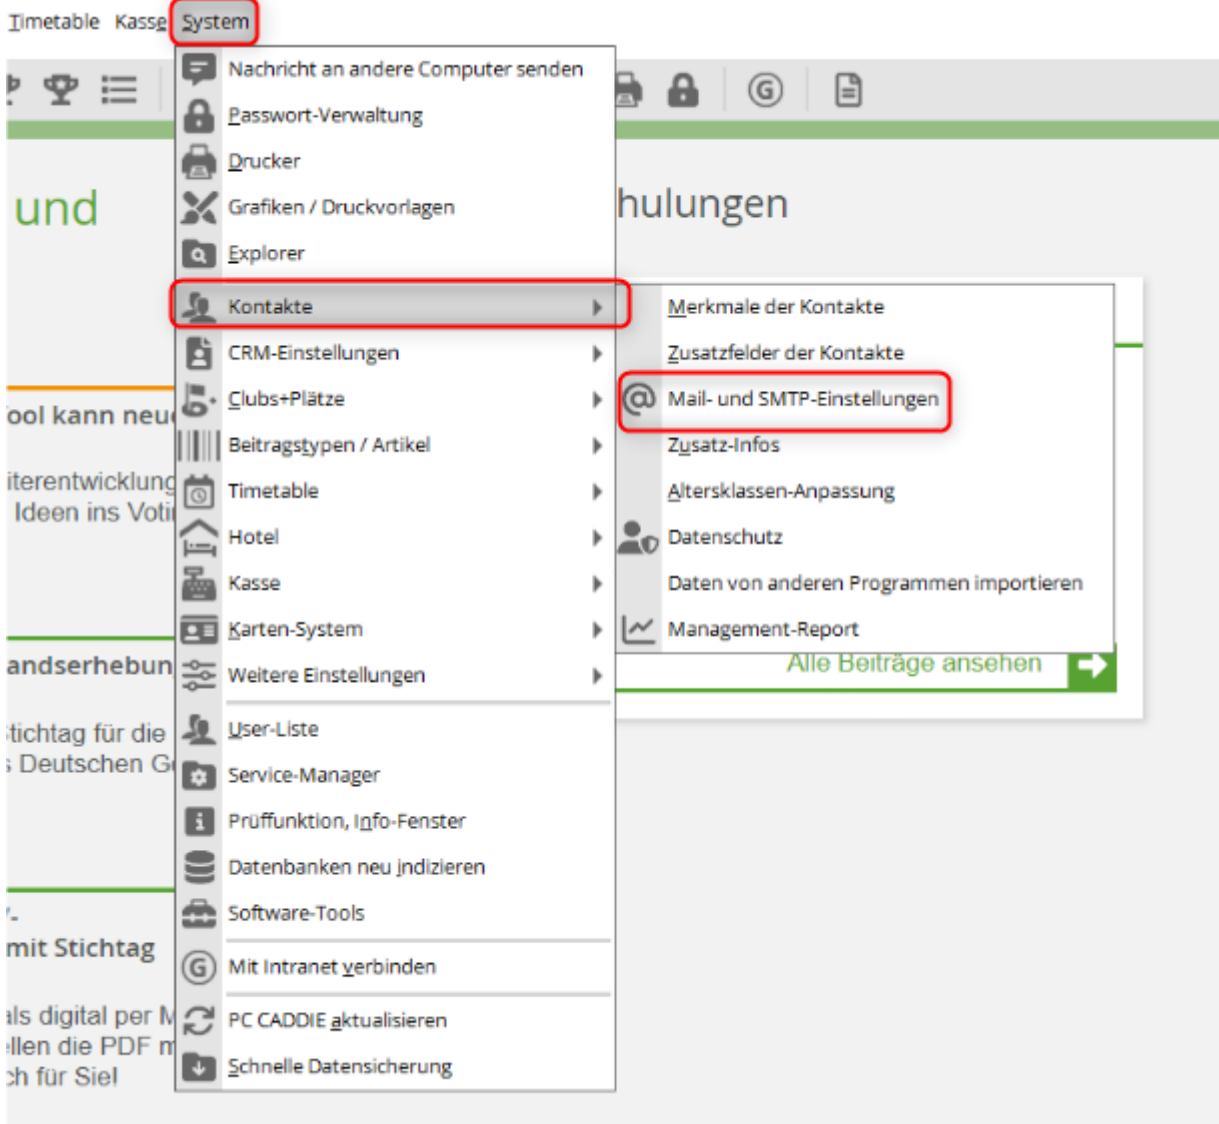 Timetable Kasse System
Nachricht an andere Computer senden
Passwort-Verwaltung
Drucker
Grafiken / Druckvorlagen
Explorer
Kontakte
CRM-Einstellungen
Clubs+Plätze
Beitragstypen / Artikel
Timetable
Hotel
Kasse
Karten-System
Weitere Einstellungen
User-Liste
Service-Manager
Prüffunktion, Info-Fenster
Datenbanken neu indizieren
Software-Tools
Mit Intranet verbinden
PC CADDIE aktualisieren
Schnelle Datensicherung
Merkmale der Kontakte
Zusatzfelder der Kontakte
Mail- und SMTP-Einstellungen
Zusatz-Infos
Altersklassen-Anpassung
Datenschutz
Daten von anderen Programmen importieren
Management-Report
G
G
und
hulungen
ool kann neu
iterentwicklung
Ideen ins Voti
andserhebun
tichtag für die
s Deutschen G
mit Stichtag
als digital per M
ellen die PDF m
ch für Sie!
Alle Beiträge ansehen